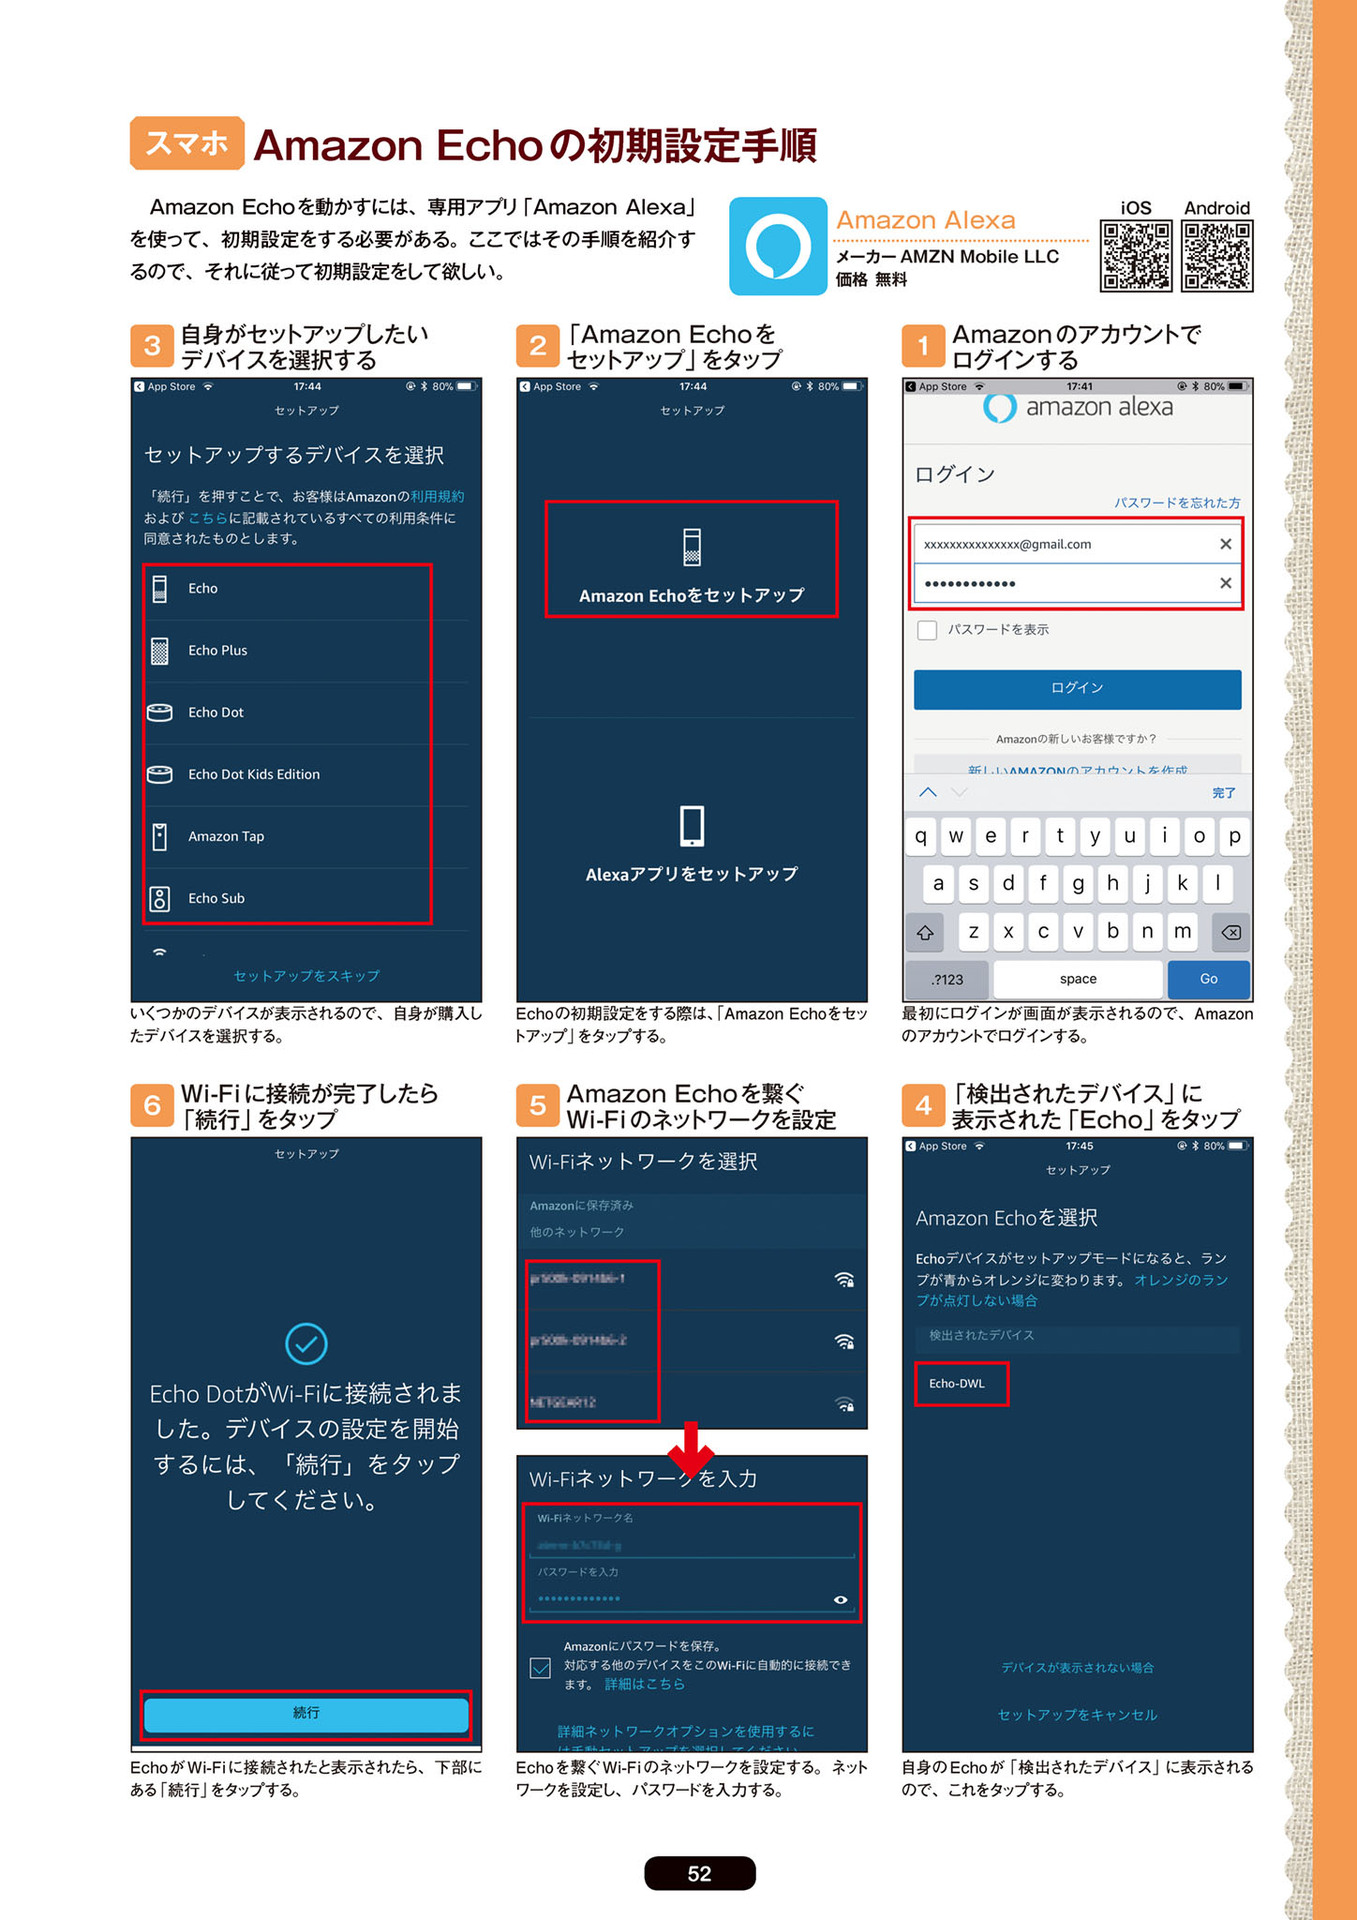 スマホ Amazon Echoの初期設定手順
Amazon Echoを動かすには、専用アプリ「Amazon Alexa」
を使って、初期設定をする必要がある。ここではその手順を紹介す
るので、それに従って初期設定をして欲しい。
Amazon Alexa
メーカー AMZN Mobile LLC
価格 無料
iOS
Android
1
Amazonのアカウントで
ログインする
App Store 17:41 80%
amazon alexa
ログイン
パスワードを忘れた方
xxxxxxxxxxxxxxx@gmail.com
••••••••••••
パスワードを表示
ログイン
Amazonの新しいお客様ですか？
新しいAMAZONのアカウントを作成
完了
q w e r t y u i o p
a s d f g h j k l
z x c v b n m
.?123 space Go
最初にログインが画面が表示されるので、Amazon
のアカウントでログインする。
2
「Amazon Echoを
セットアップ」をタップ
App Store 17:44 80%
セットアップ
Amazon Echoをセットアップ
Alexaアプリをセットアップ
Echoの初期設定をする際は、「Amazon Echoをセッ
トアップ」をタップする。
3
自身がセットアップしたい
デバイスを選択する
App Store 17:44 80%
セットアップ
セットアップするデバイスを選択
「続行」を押すことで、お客様はAmazonの利用規約
および こちらに記載されているすべての利用条件に
同意されたものとします。
Echo
Echo Plus
Echo Dot
Echo Dot Kids Edition
Amazon Tap
Echo Sub
セットアップをスキップ
いくつかのデバイスが表示されるので、自身が購入し
たデバイスを選択する。
4
「検出されたデバイス」に
表示された「Echo」をタップ
App Store 17:45 80%
セットアップ
Amazon Echoを選択
Echoデバイスがセットアップモードになると、ラン
プが青からオレンジに変わります。 オレンジのラン
プが点灯しない場合
検出されたデバイス
Echo-DWL
デバイスが表示されない場合
セットアップをキャンセル
自身のEchoが「検出されたデバイス」に表示される
ので、これをタップする。
5
Amazon Echoを繋ぐ
Wi-Fiのネットワークを設定
Wi-Fiネットワークを選択
Amazonに保存済み
他のネットワーク
Wi-Fiネットワークを入力
Wi-Fiネットワーク名
パスワードを入力
•••••••••••••
Amazonにパスワードを保存。
対応する他のデバイスをこのWi-Fiに自動的に接続でき
ます。 詳細はこちら
詳細ネットワークオプションを使用するに
は手動セットアップを選択してください
Echoを繋ぐWi-Fiのネットワークを設定する。ネット
ワークを設定し、パスワードを入力する。
6
Wi-Fiに接続が完了したら
「続行」をタップ
セットアップ
Echo DotがWi-Fiに接続されま
した。デバイスの設定を開始
するには、「続行」をタップ
してください。
続行
EchoがWi-Fiに接続されたと表示されたら、下部に
ある「続行」をタップする。
52